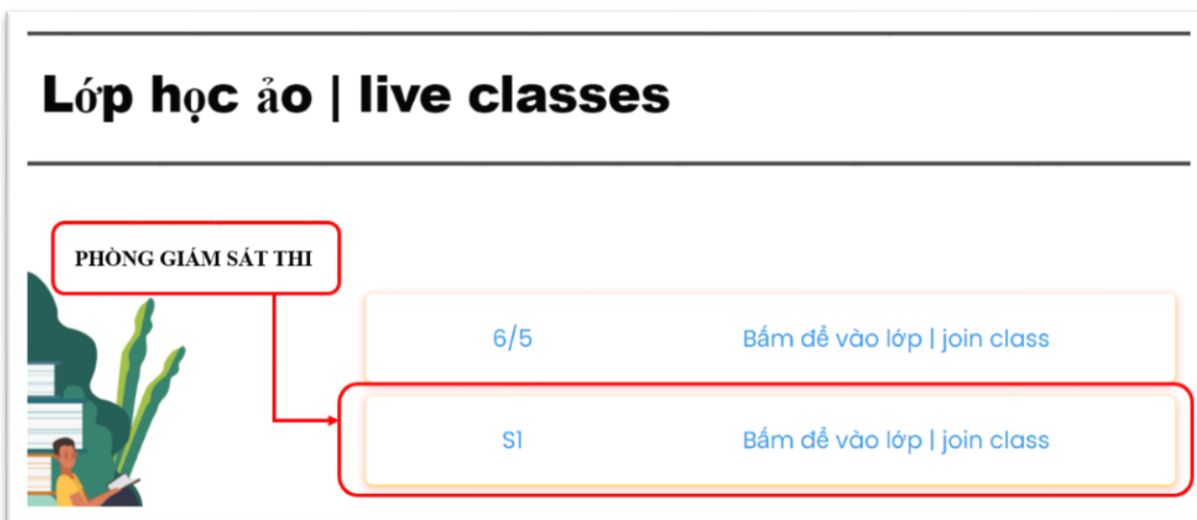 Lớp học ảo | live classes
PHÒNG GIÁM SÁT THI
6/5 Bấm để vào lớp | join class
S1 Bấm để vào lớp | join class